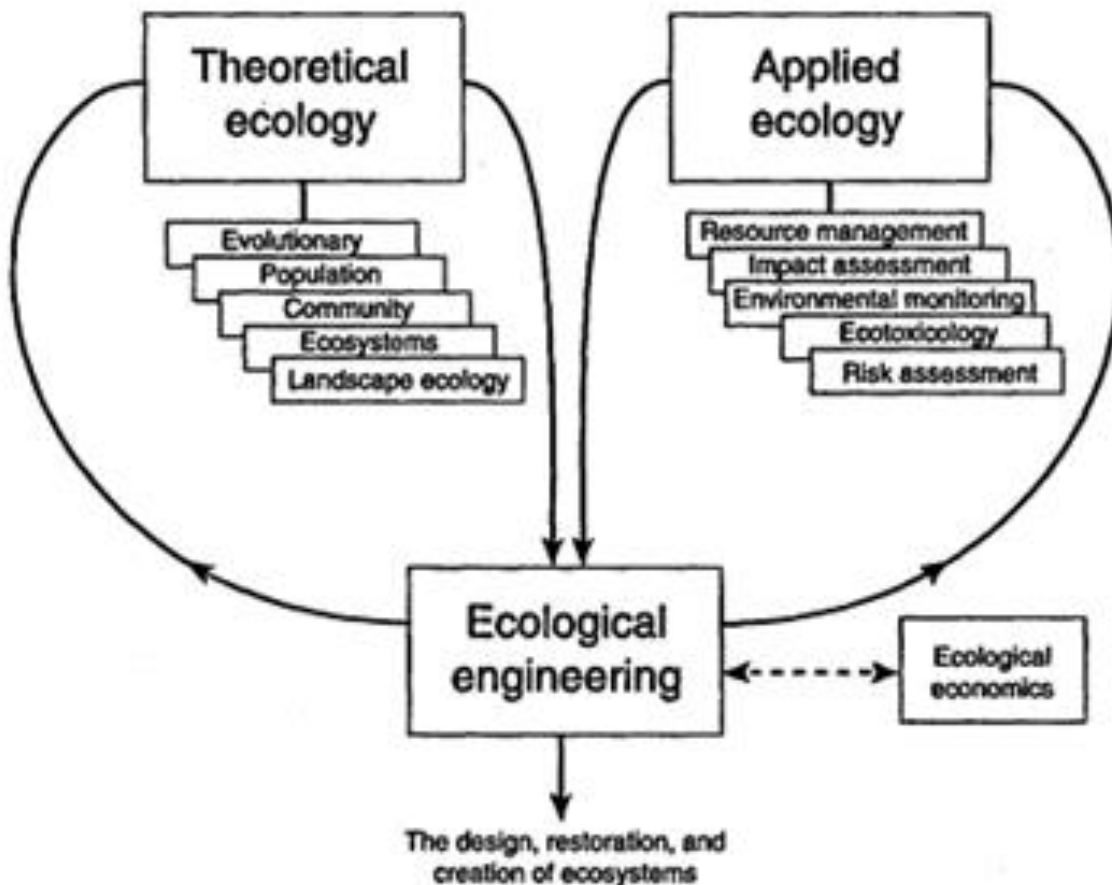 Theoretical
ecology
Applied
ecology
Evolutionary
Population
Community
Ecosystems
Landscape ecology
Resource management
Impact assessment
Environmental monitoring
Ecotoxicology
Risk assessment
Ecological
engineering
Ecological
economics
The design, restoration, and
creation of ecosystems